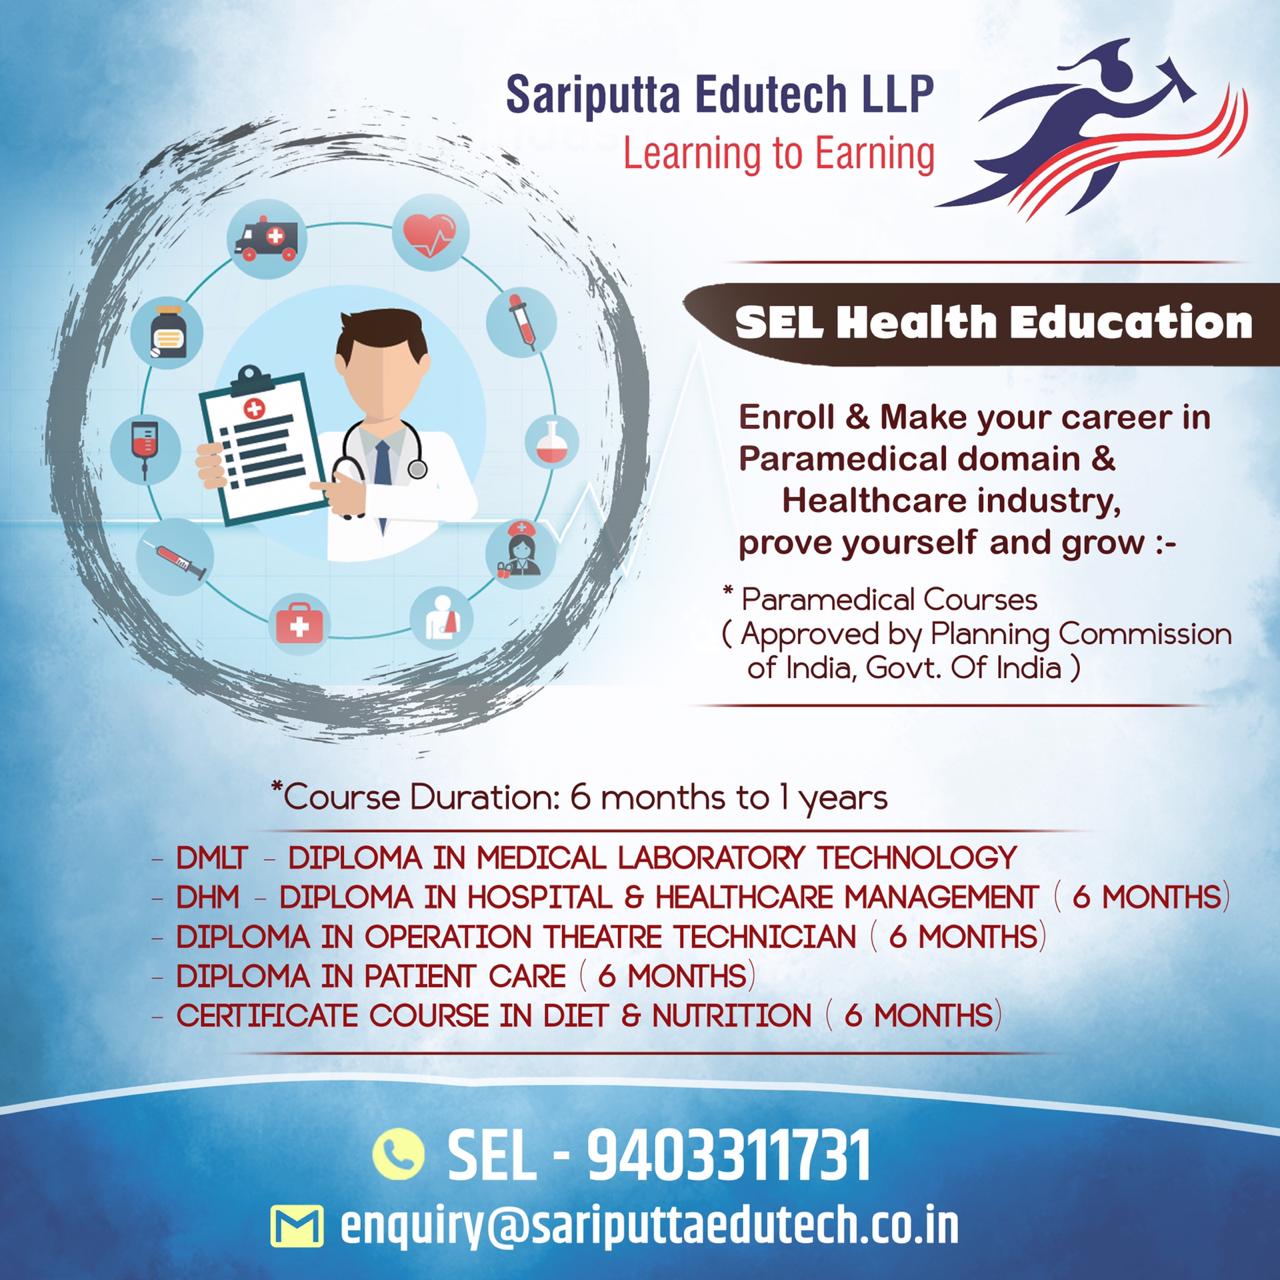 Sariputta Edutech LLP
Learning to Earning
SEL Health Education
Enroll & Make your career in
Paramedical domain &
Healthcare industry,
prove yourself and grow :-
* Paramedical Courses
( Approved by Planning Commission
of India, Govt. Of India )
*Course Duration: 6 months to 1 years
- DMLT - DIPLOMA IN MEDICAL LABORATORY TECHNOLOGY
- DHM - DIPLOMA IN HOSPITAL & HEALTHCARE MANAGEMENT ( 6 MONTHS)
- DIPLOMA IN OPERATION THEATRE TECHNICIAN ( 6 MONTHS)
- DIPLOMA IN PATIENT CARE ( 6 MONTHS)
- CERTIFICATE COURSE IN DIET & NUTRITION ( 6 MONTHS)
SEL - 9403311731
enquiry@sariputtaedutech.co.in